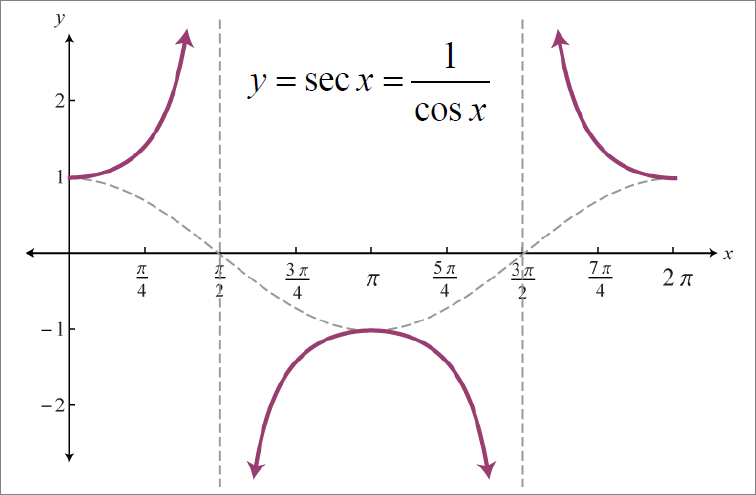 y
y = sec x = 1/cos x
2
1
x
π/4 π/2 3π/4 π 5π/4 3π/2 7π/4 2π
−1
−2